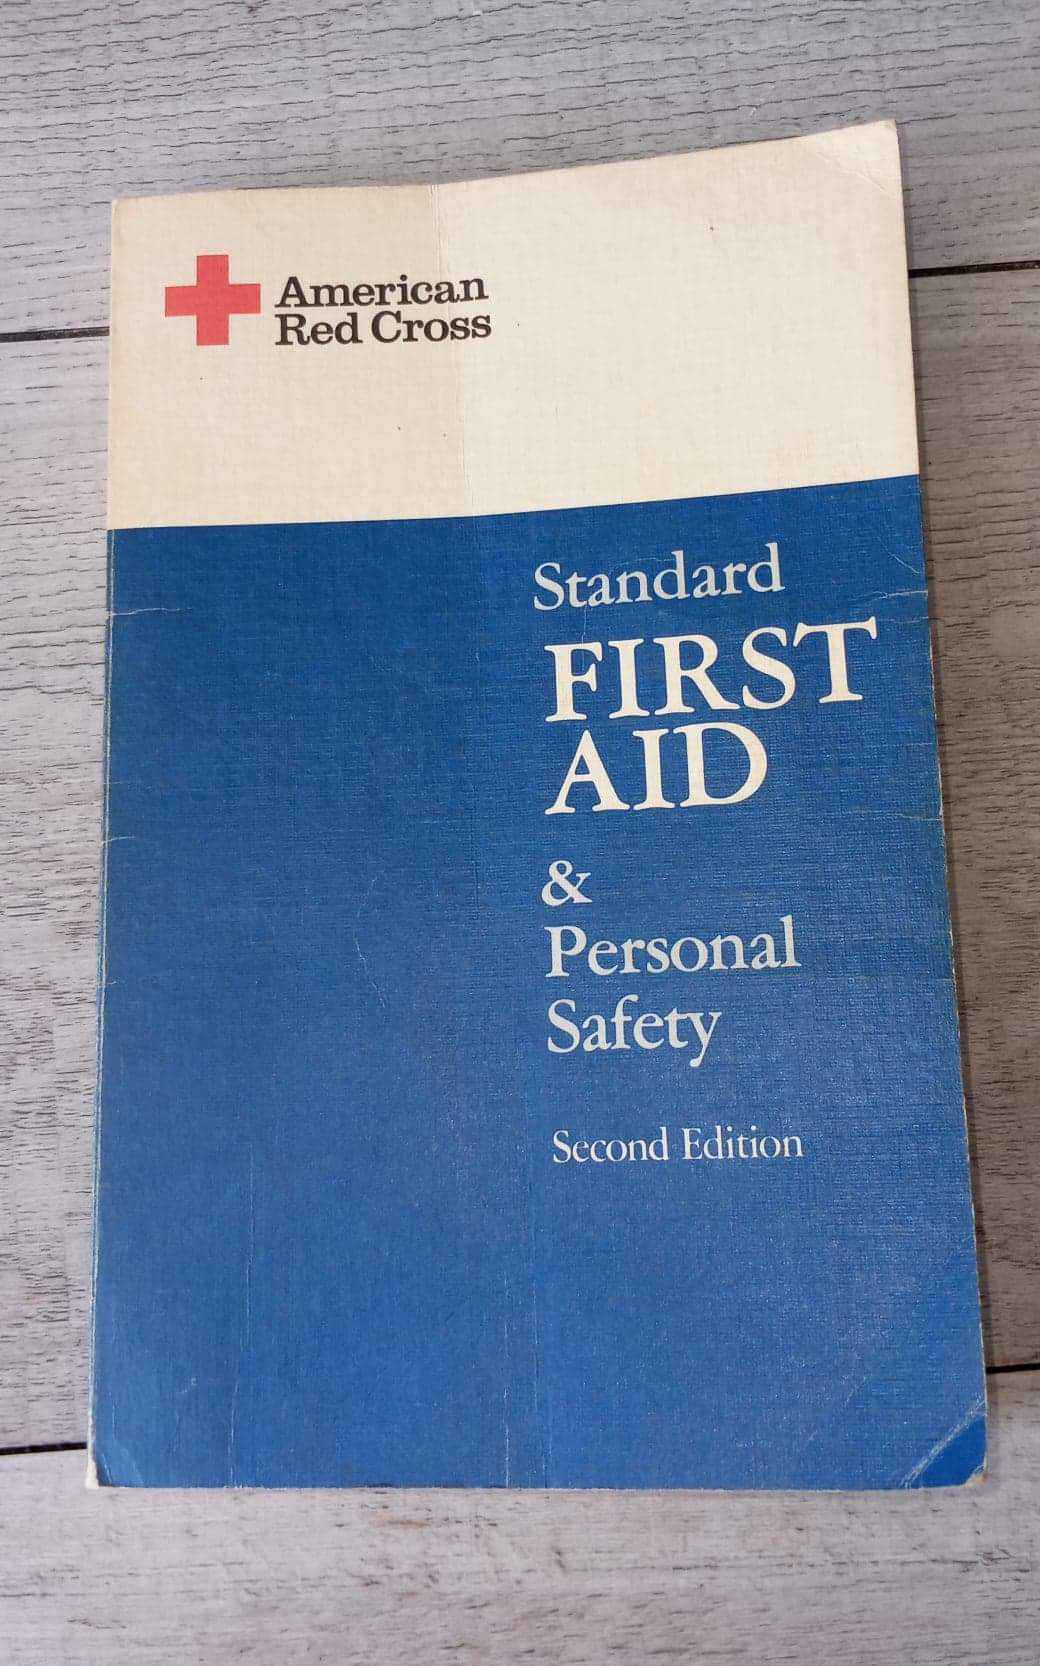 American
Red Cross
Standard
FIRST
AID
&
Personal
Safety
Second Edition